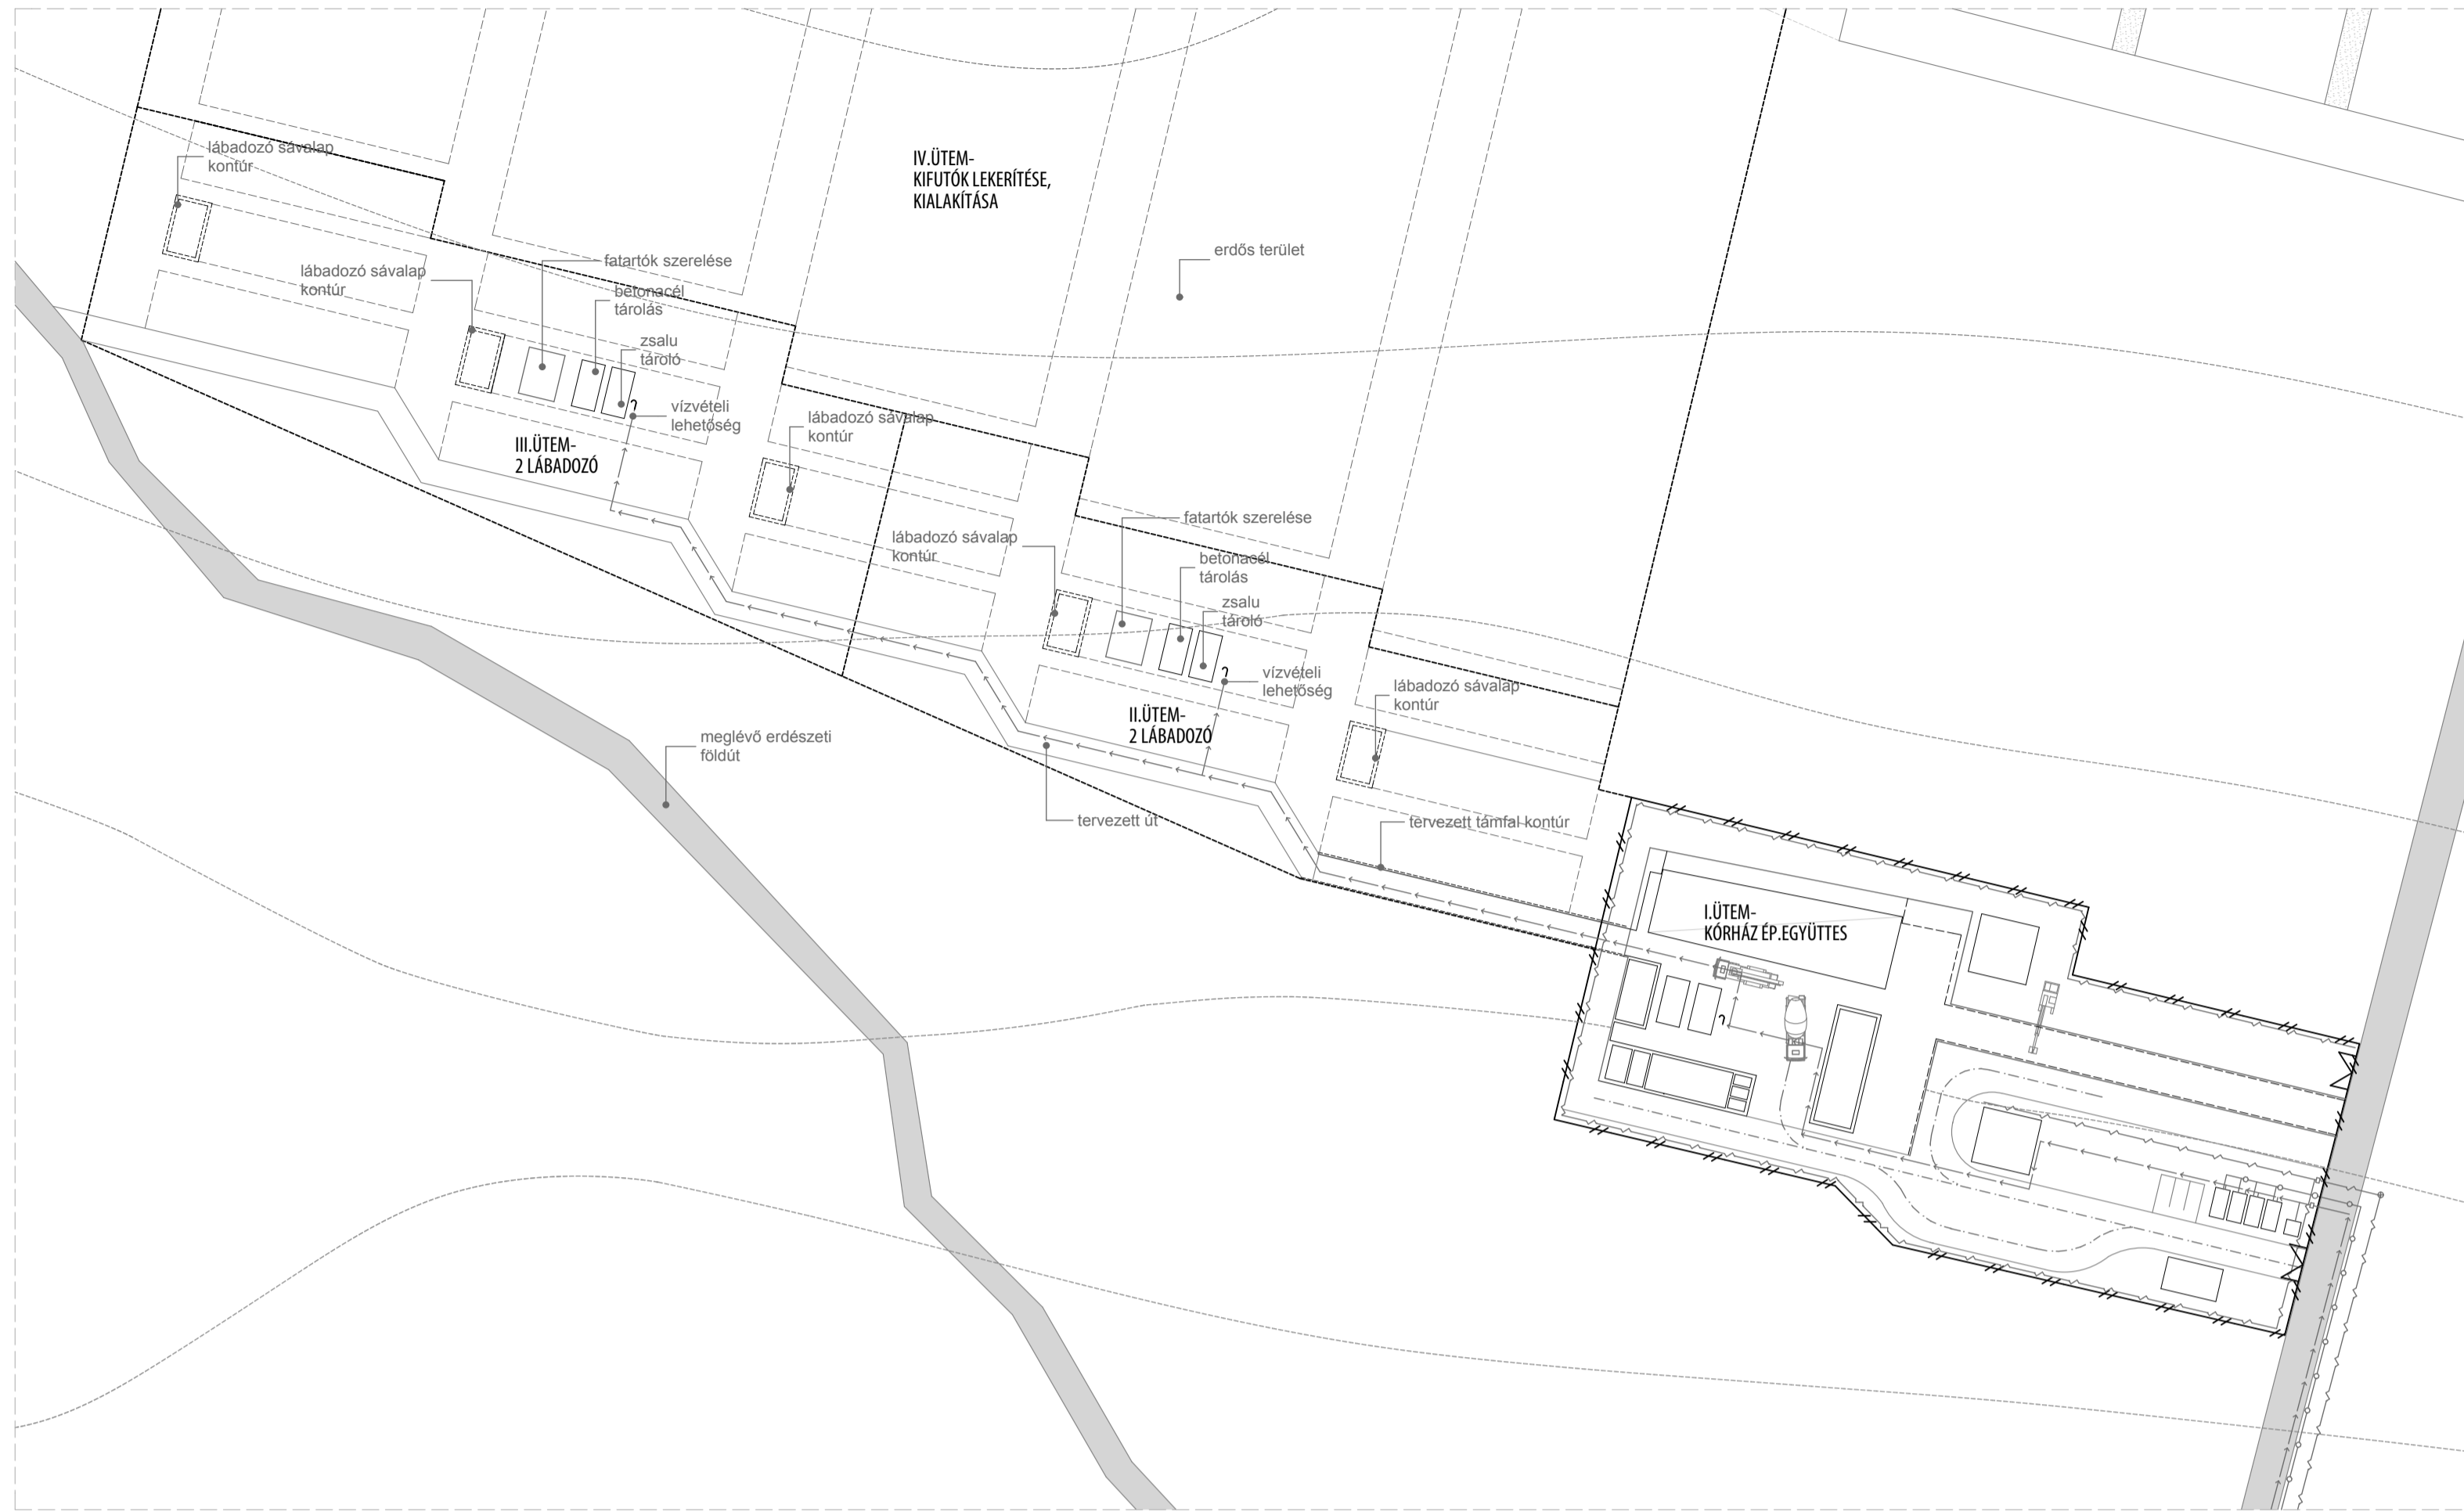 lábadozó sávalap
kontúr
IV.ÜTEM-
KIFUTÓK LEKERÍTÉSE,
KIALAKÍTÁSA
erdős terület
fatartók szerelése
lábadozó sávalap
kontúr
betonacél
tárolás
zsalu
tároló
vízvételi
lehetőség
lábadozó sávalap
kontúr
III.ÜTEM-
2 LÁBADOZÓ
fatartók szerelése
lábadozó sávalap
kontúr
betonacél
tárolás
zsalu
tároló
vízvételi
lehetőség
lábadozó sávalap
kontúr
II.ÜTEM-
2 LÁBADOZÓ
meglévő erdészeti
földút
tervezett út
tervezett támfal kontúr
I.ÜTEM-
KÓRHÁZ ÉP.EGYÜTTES